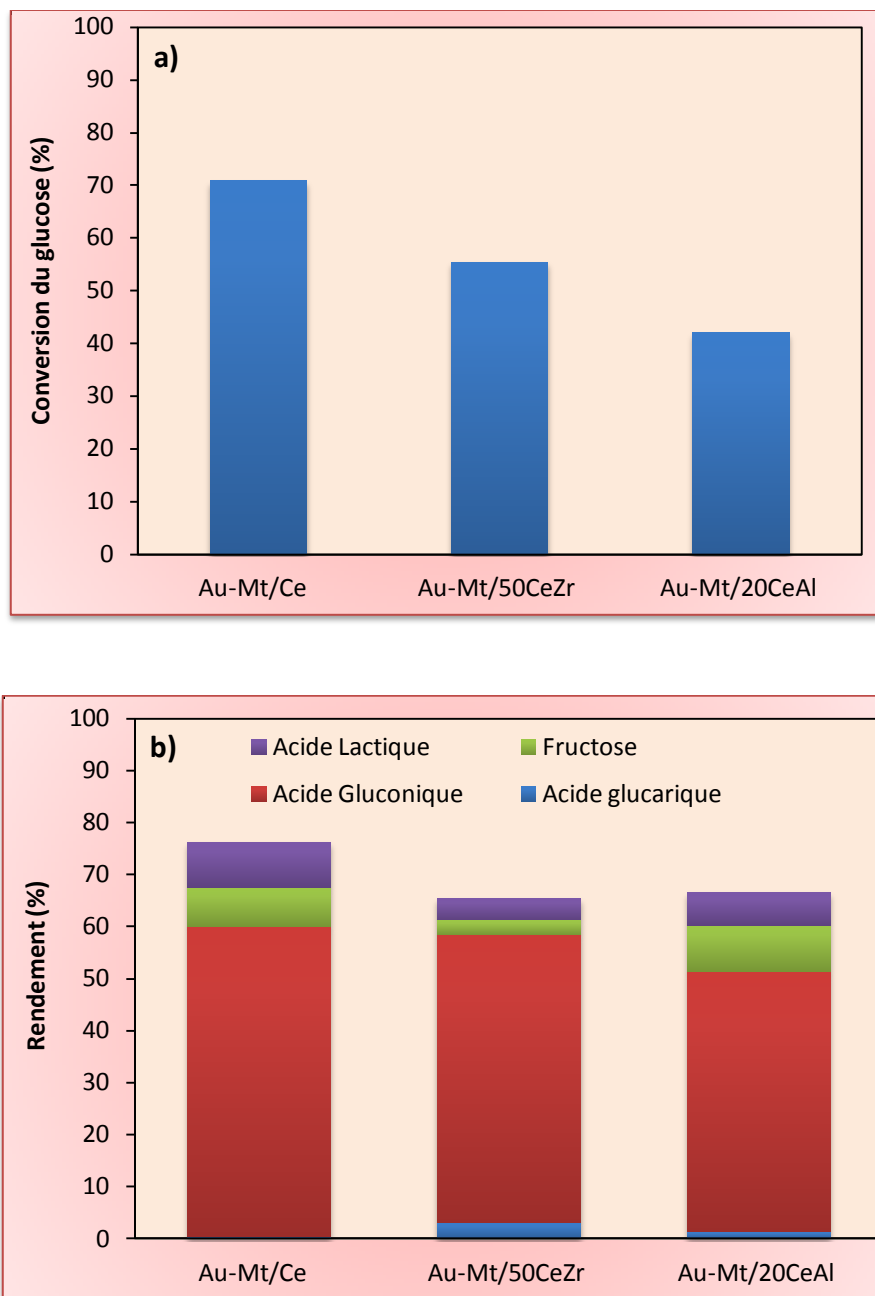 a)
Conversion du glucose (%)
100
90
80
70
60
50
40
30
20
10
0
Au-Mt/Ce Au-Mt/50CeZr Au-Mt/20CeAl
b)
Acide Lactique Fructose
Acide Gluconique Acide glucarique
Rendement (%)
100
90
80
70
60
50
40
30
20
10
0
Au-Mt/Ce Au-Mt/50CeZr Au-Mt/20CeAl